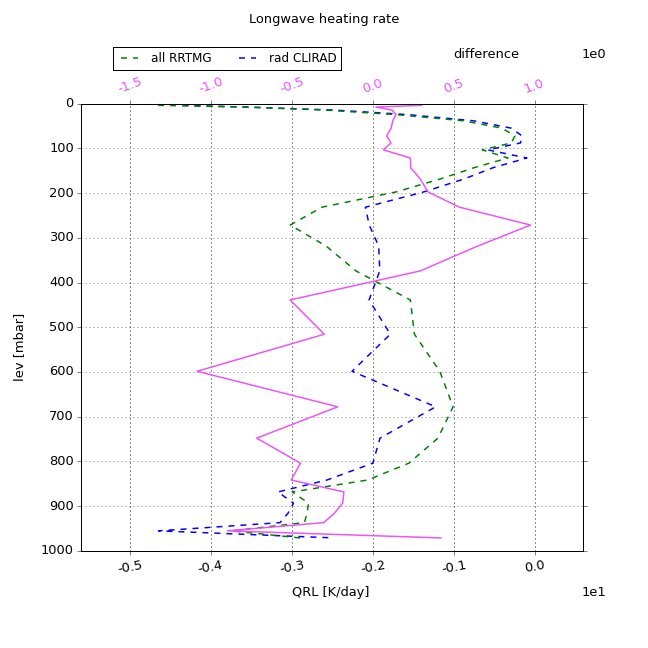 Longwave heating rate
all RRTMG rad CLIRAD difference 1e0
-1.5 -1.0 -0.5 0.0 0.5 1.0
0
100
200
300
400
500
600
700
800
900
1000
lev [mbar]
-0.5 -0.4 -0.3 -0.2 -0.1 0.0
QRL [K/day] 1e1